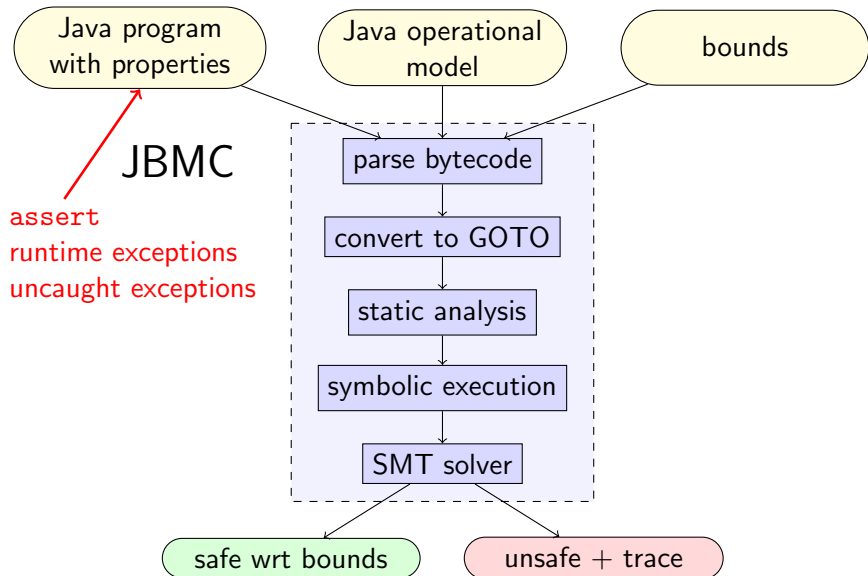 Java program
with properties
Java operational
model
bounds
JBMC
parse bytecode
assert
runtime exceptions
uncaught exceptions
convert to GOTO
static analysis
symbolic execution
SMT solver
safe wrt bounds
unsafe + trace